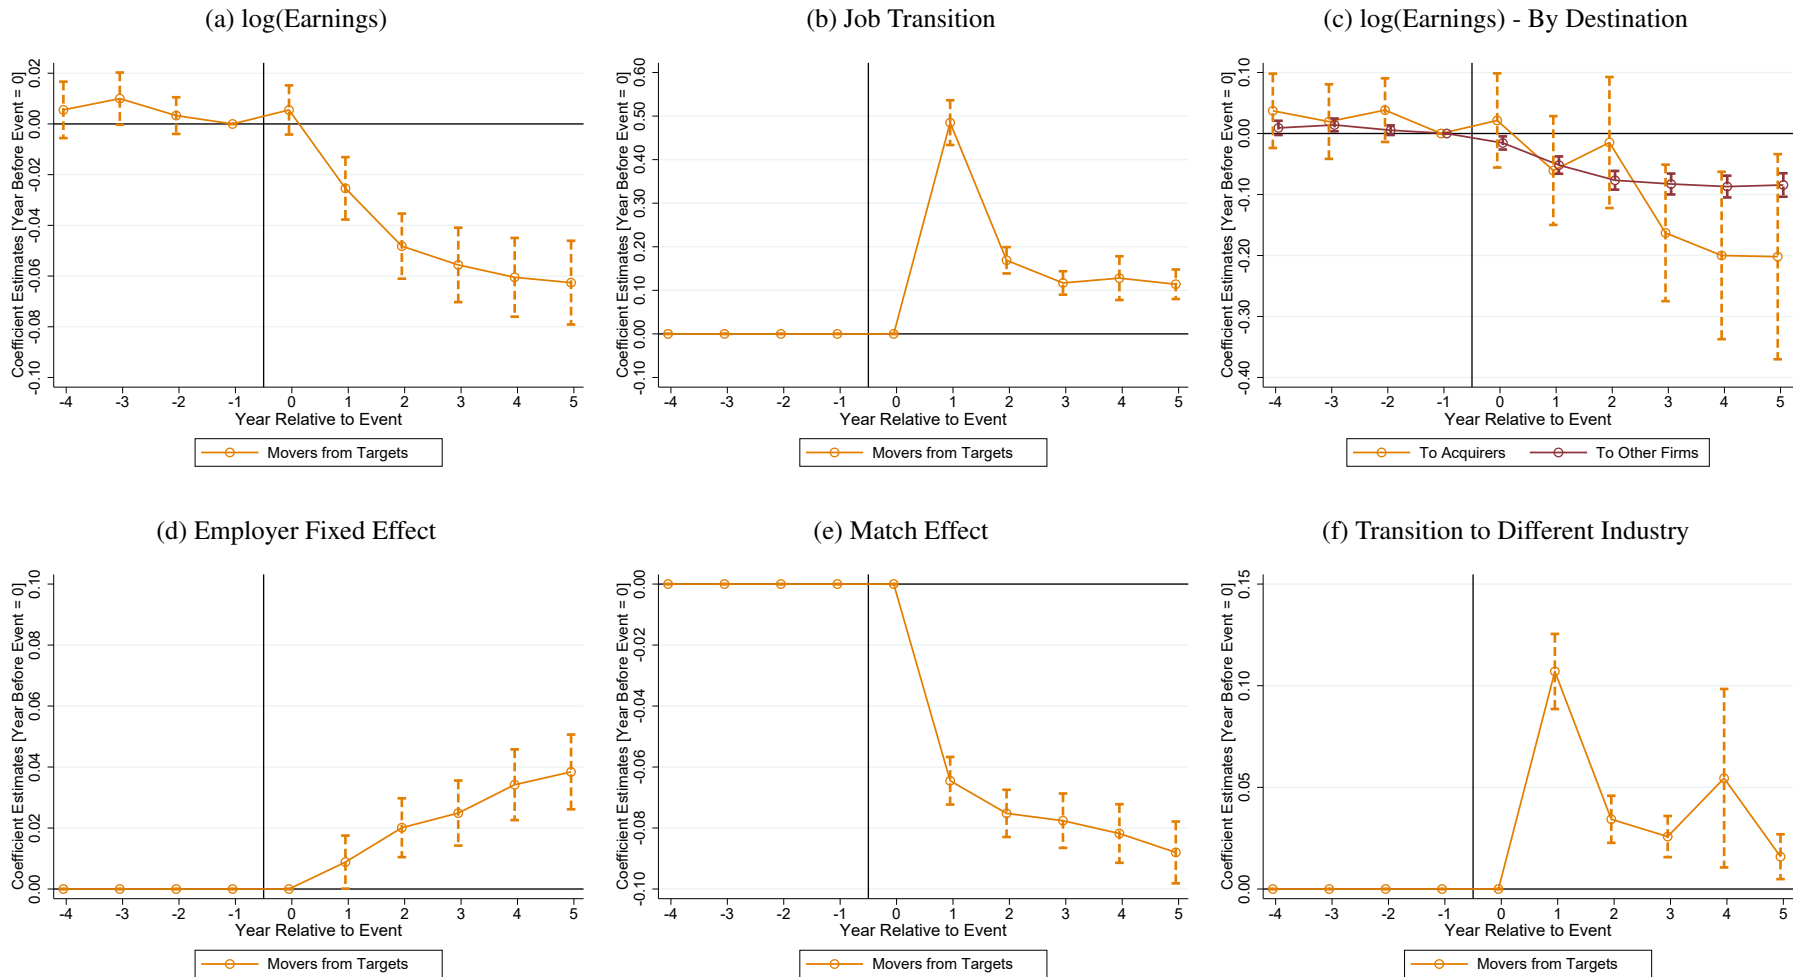 (a) log(Earnings)
Coefficient Estimates [Year Before Event = 0]
0.02
0.00
-0.02
-0.04
-0.06
-0.08
-0.10
-4 -3 -2 -1 0 1 2 3 4 5
Year Relative to Event
Movers from Targets
(b) Job Transition
Coefficient Estimates [Year Before Event = 0]
0.60
0.50
0.40
0.30
0.20
0.10
0.00
-0.10
-4 -3 -2 -1 0 1 2 3 4 5
Year Relative to Event
Movers from Targets
(c) log(Earnings) - By Destination
Coefficient Estimates [Year Before Event = 0]
0.10
0.00
-0.10
-0.20
-0.30
-0.40
-4 -3 -2 -1 0 1 2 3 4 5
Year Relative to Event
To Acquirers To Other Firms
(d) Employer Fixed Effect
Coefficient Estimates [Year Before Event = 0]
0.10
0.08
0.06
0.04
0.02
0.00
-4 -3 -2 -1 0 1 2 3 4 5
Year Relative to Event
Movers from Targets
(e) Match Effect
Coefficient Estimates [Year Before Event = 0]
0.00
-0.02
-0.04
-0.06
-0.08
-0.10
-4 -3 -2 -1 0 1 2 3 4 5
Year Relative to Event
Movers from Targets
(f) Transition to Different Industry
Coefficient Estimates [Year Before Event = 0]
0.15
0.10
0.05
0.00
-4 -3 -2 -1 0 1 2 3 4 5
Year Relative to Event
Movers from Targets